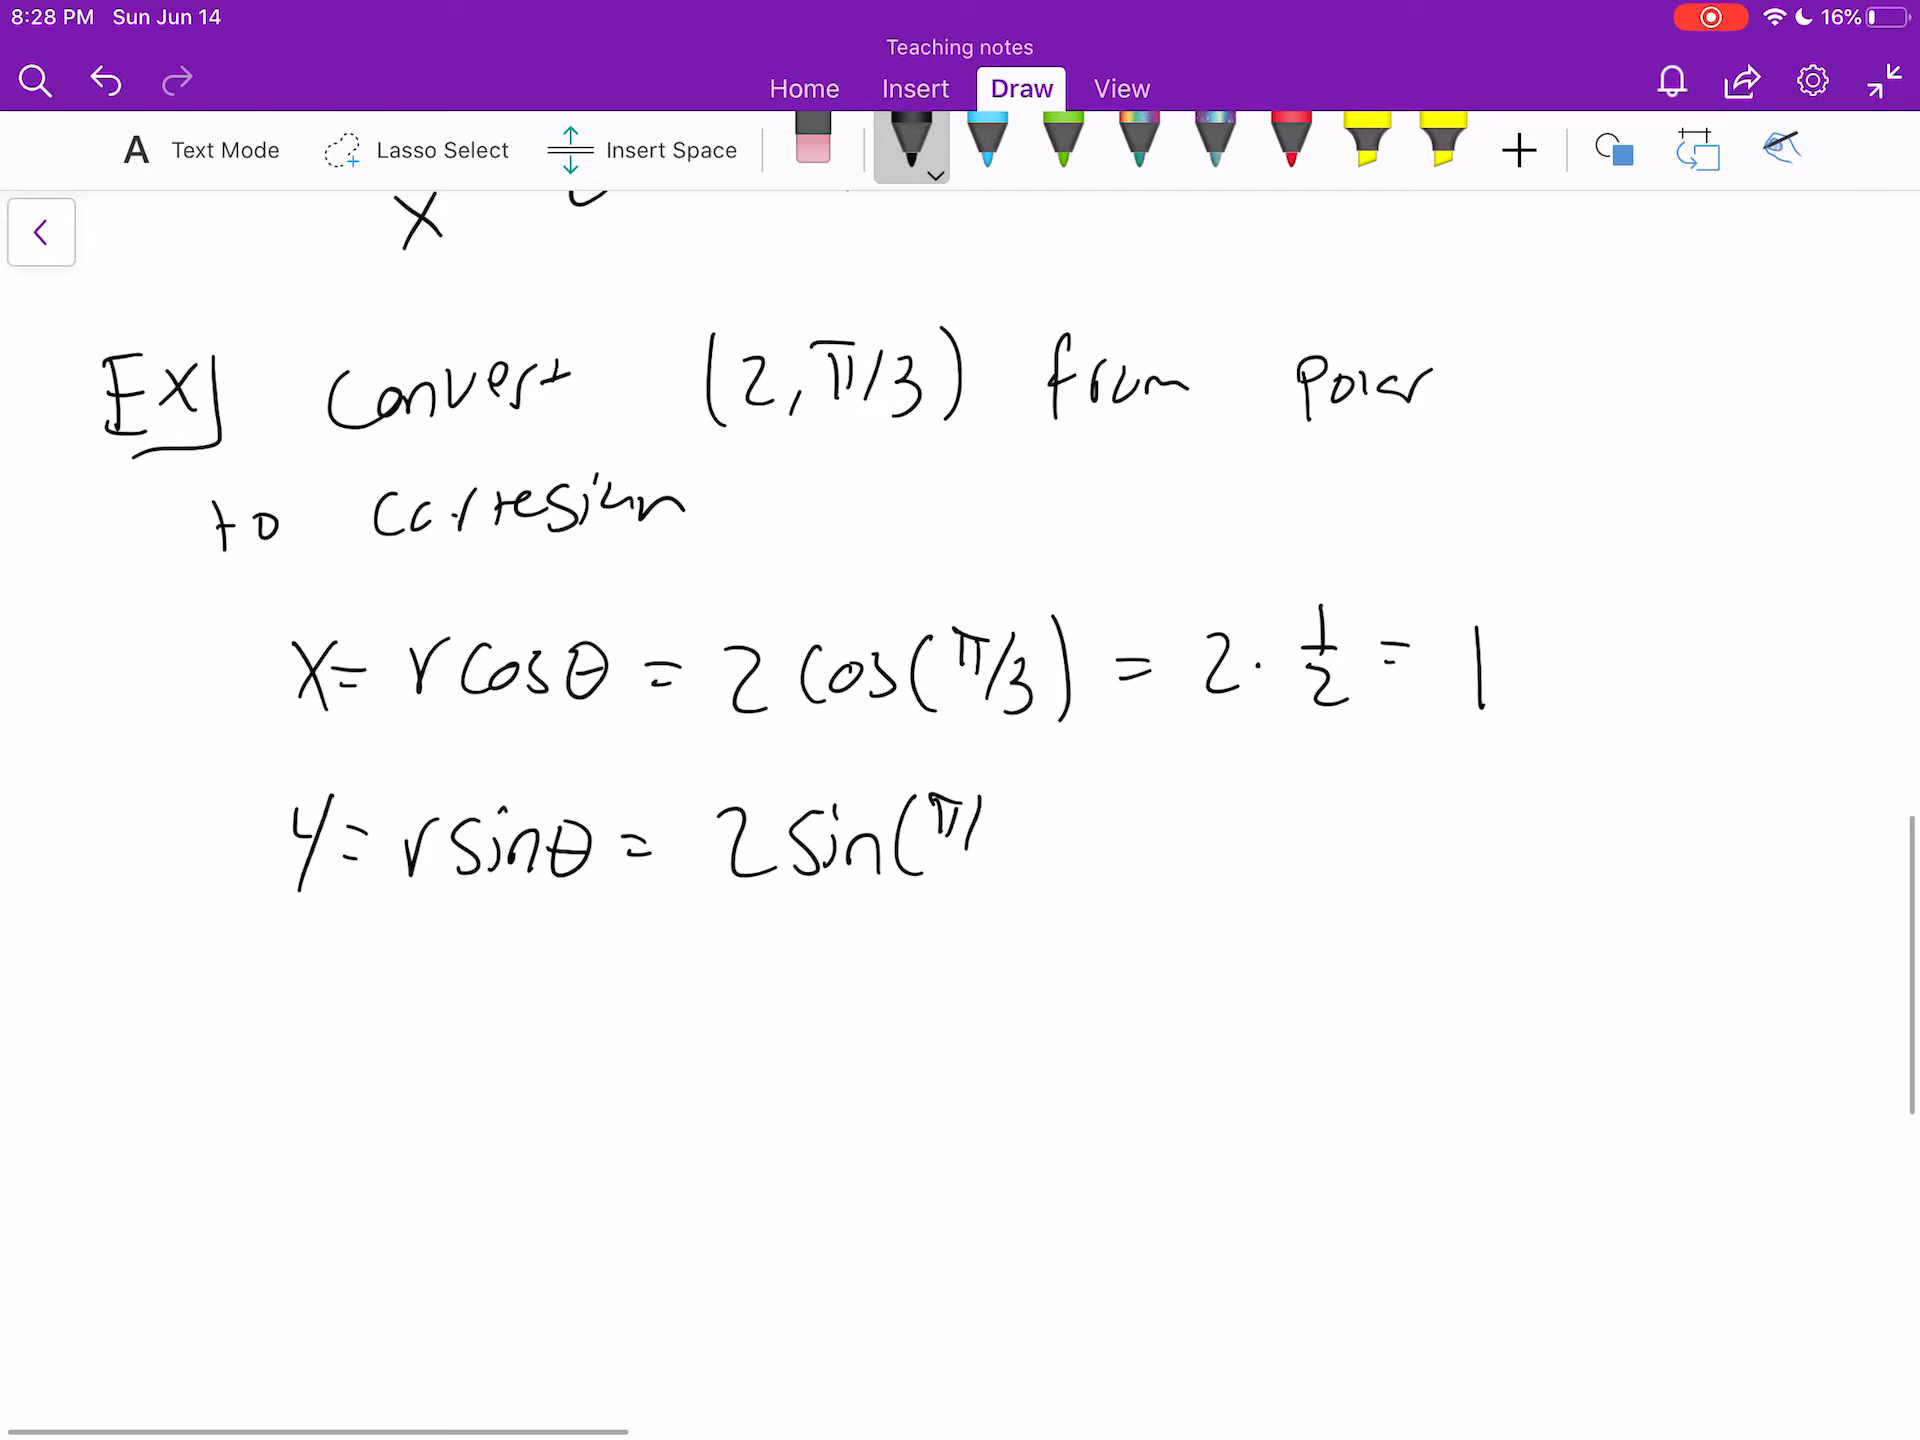 8:28 PM Sun Jun 14
16%
Teaching notes
Home Insert Draw View
A Text Mode Lasso Select Insert Space
x
Ex] Convert (2, π/3) from polar
to cartesian
x = r cos θ = 2 cos(π/3) = 2 · 1/2 = 1
y = r sin θ = 2 sin(π/